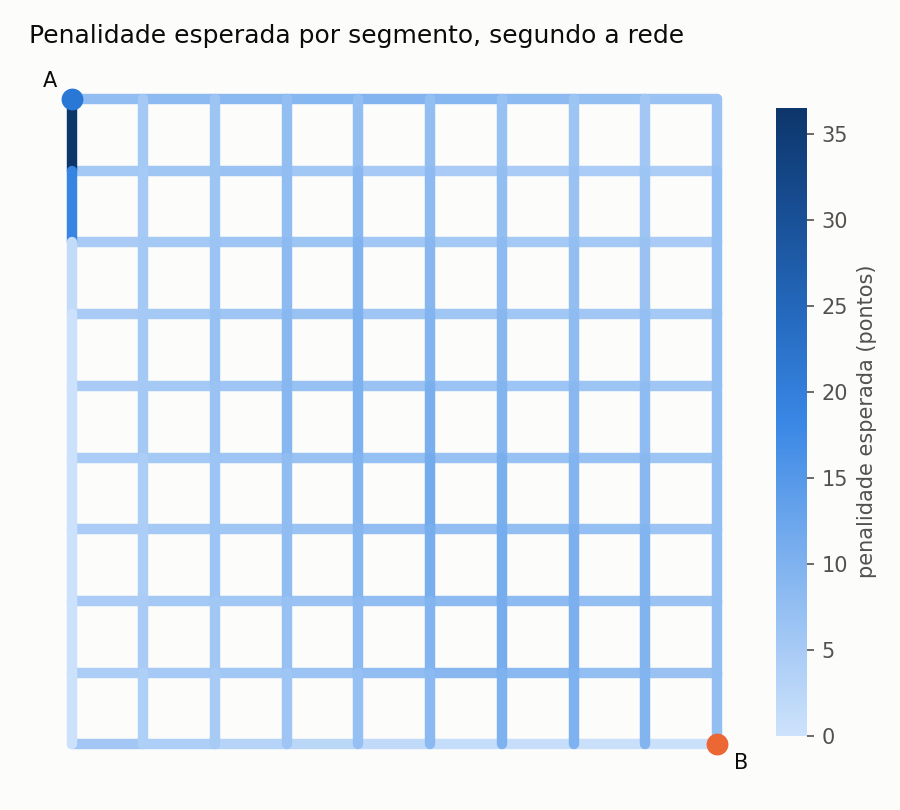 Penalidade esperada por segmento, segundo a rede
A
35
30
25
20
15
10
5
0
penalidade esperada (pontos)
B